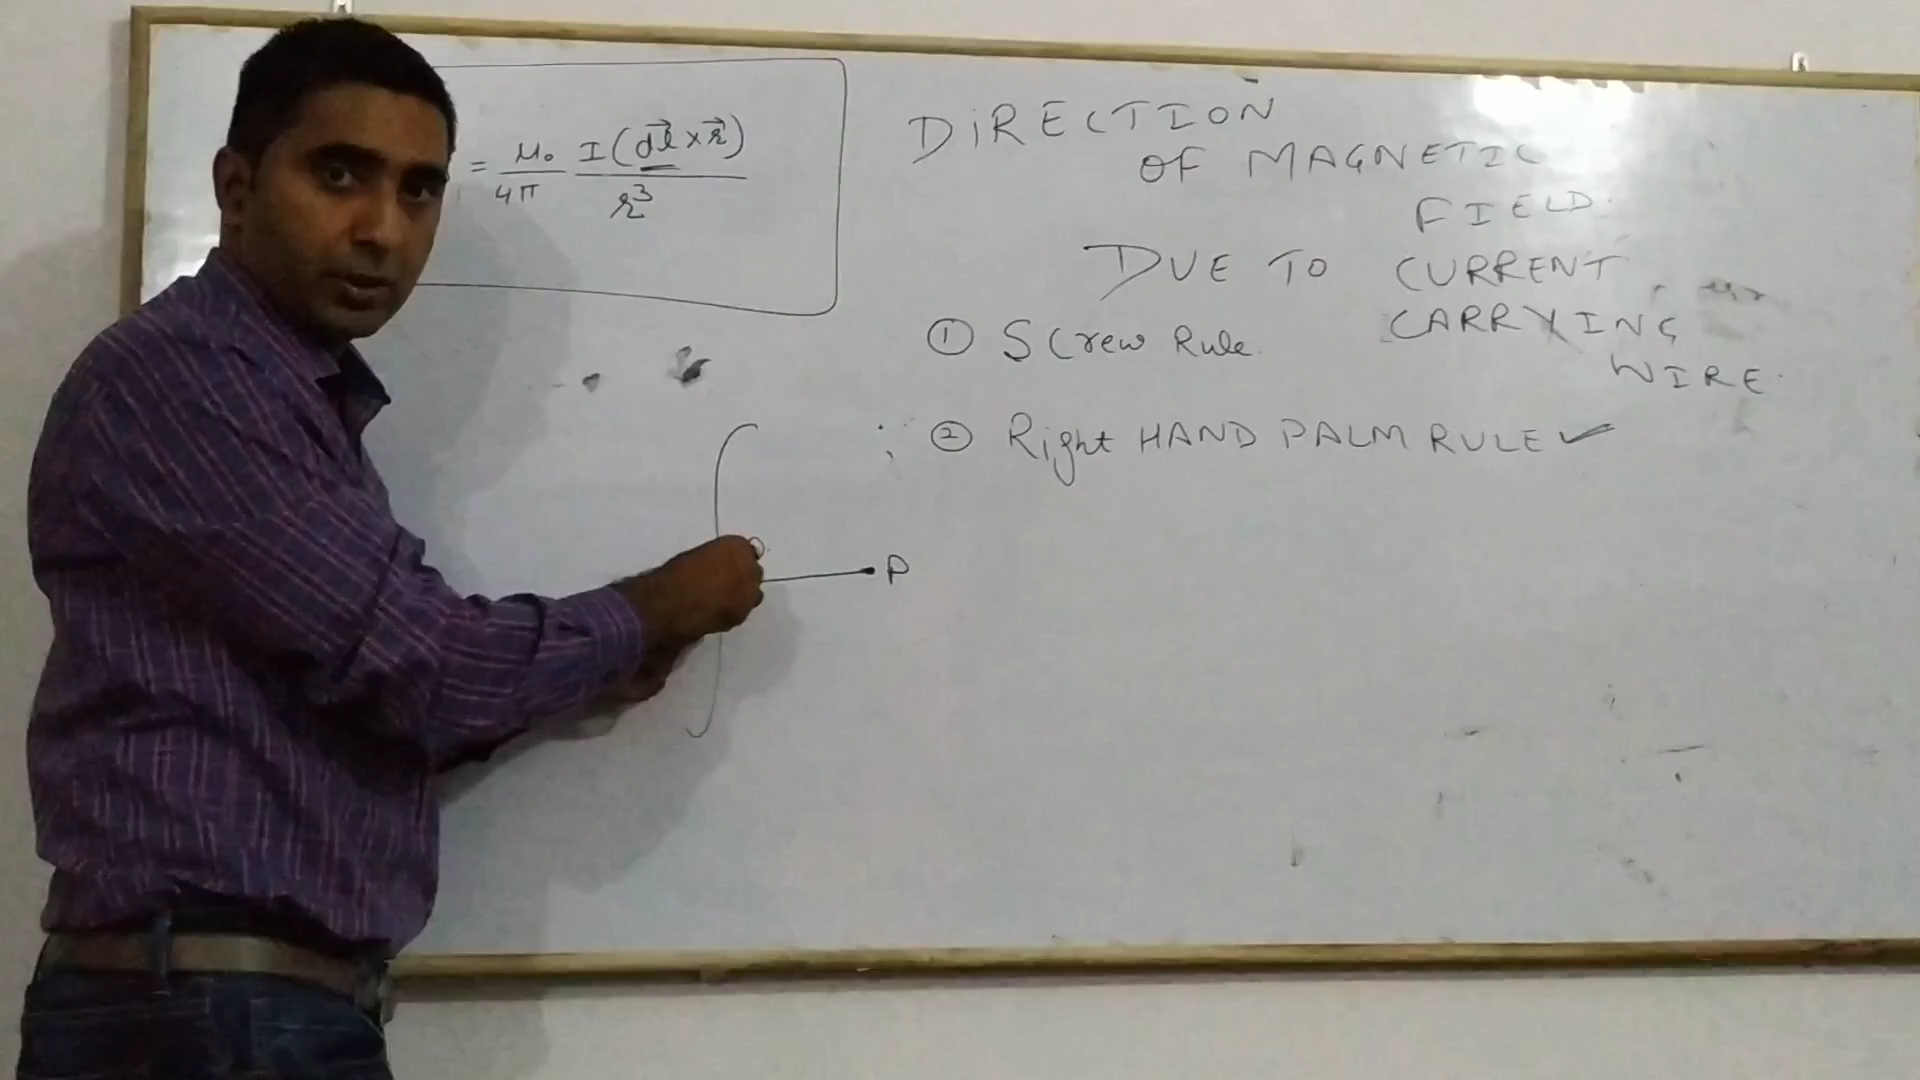 = μ₀/4π I(dl⃗ × r⃗)/r³
DIRECTION
OF MAGNETIC
FIELD.
DUE TO CURRENT
CARRYING
WIRE.
① Screw Rule.
② Right HAND PALM RULE ✓
P